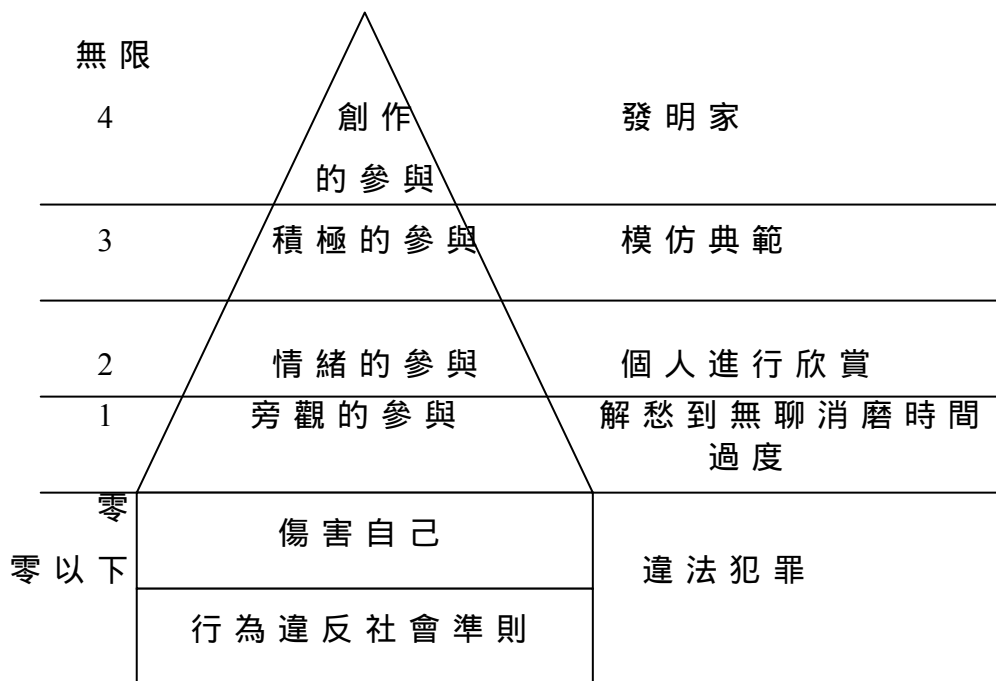 無限
4 創作 發明家
的參與
3 積極的參與 模仿典範
2 情緒的參與 個人進行欣賞
1 旁觀的參與 解愁到無聊消磨時間
過度
零
傷害自己
零以下 違法犯罪
行為違反社會準則